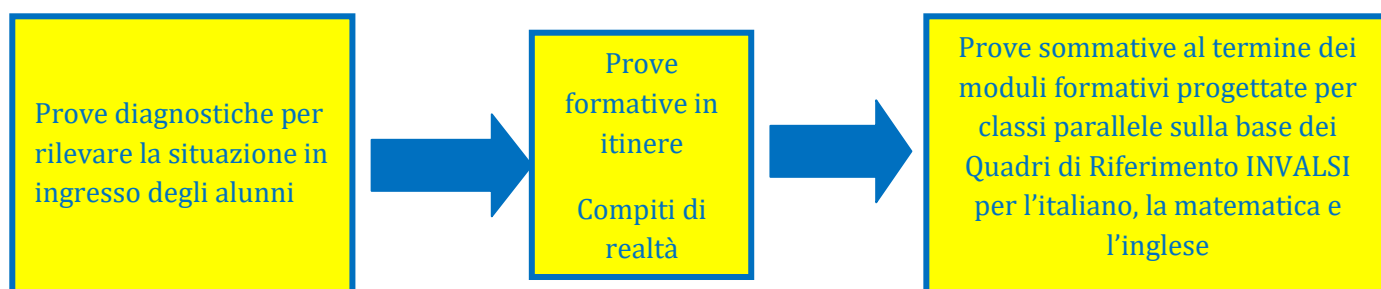 Prove diagnostiche per
rilevare la situazione in
ingresso degli alunni
Prove
formative in
itinere
Compiti di
realtà
Prove sommative al termine dei
moduli formativi progettate per
classi parallele sulla base dei
Quadri di Riferimento INVALSI
per l’italiano, la matematica e
l’inglese